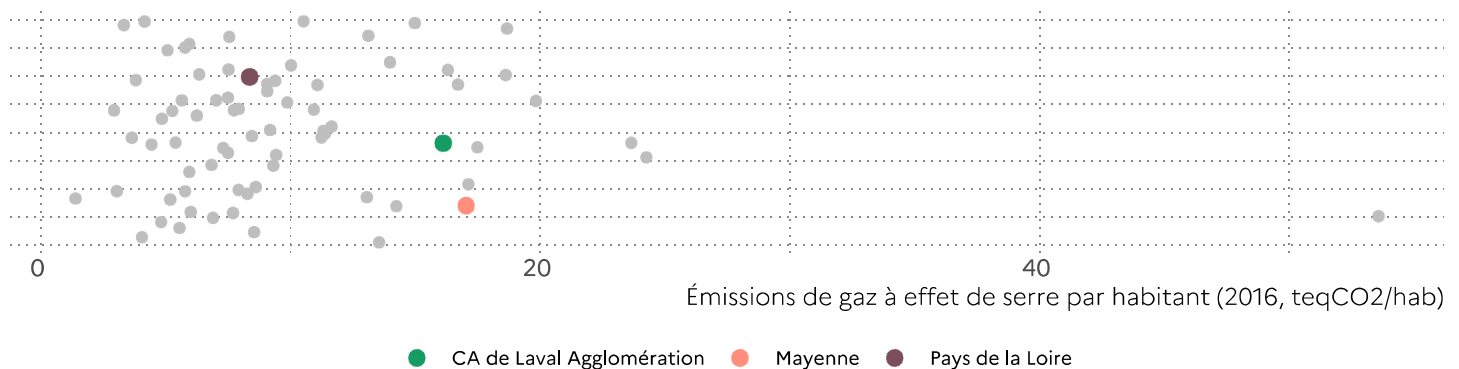 0 20 40
Émissions de gaz à effet de serre par habitant (2016, teqCO2/hab)
CA de Laval Agglomération Mayenne Pays de la Loire